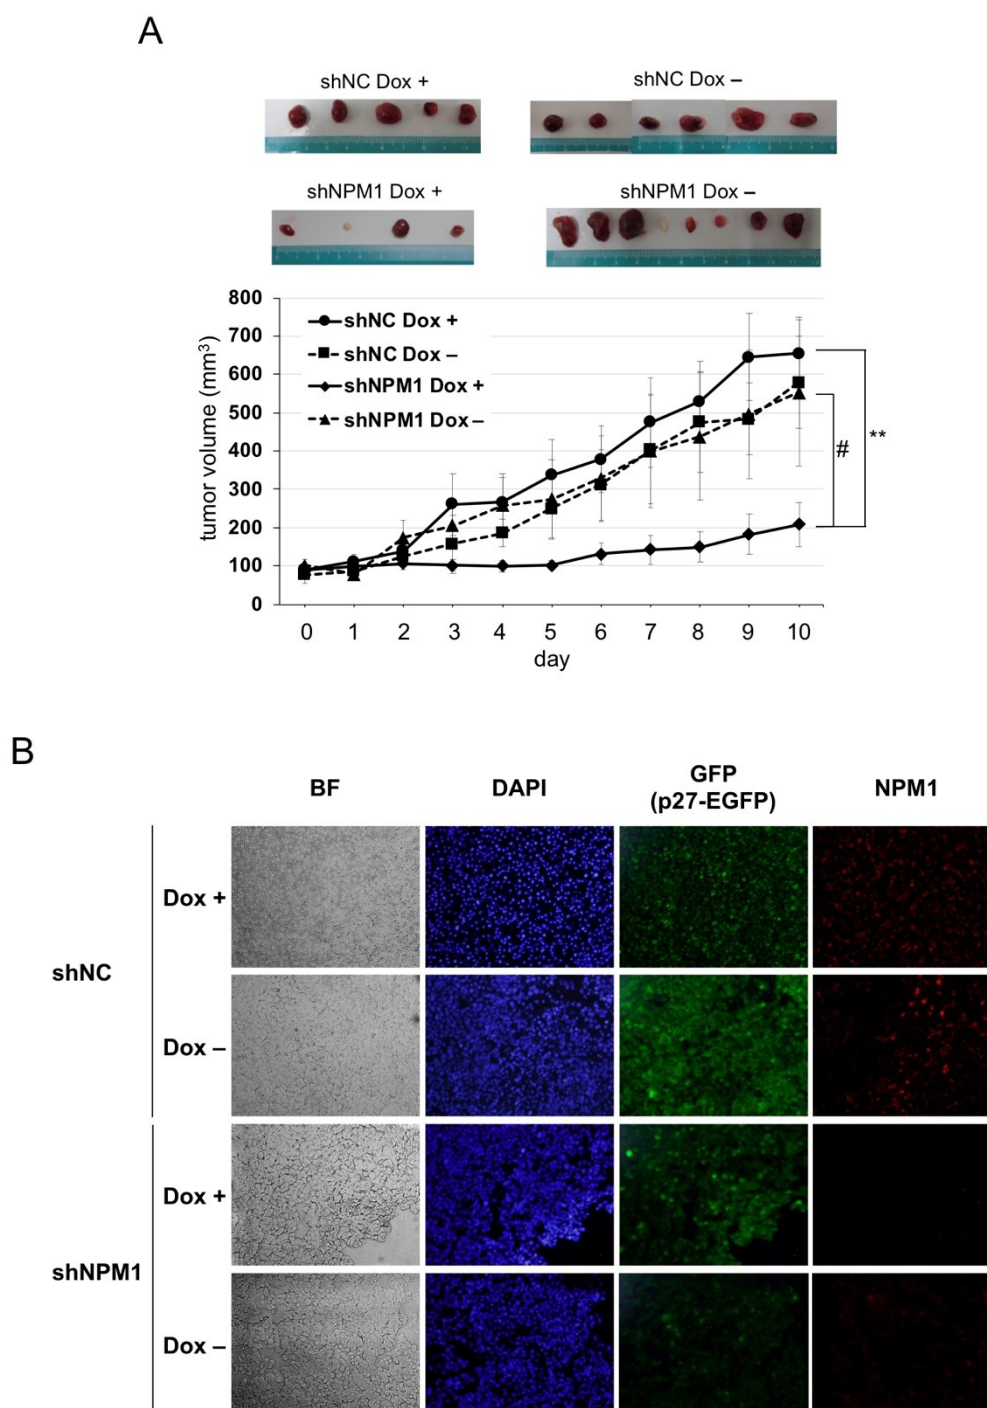 A
shNC Dox +
shNC Dox –
shNPM1 Dox +
shNPM1 Dox –
800
700
600
500
400
300
200
100
0
tumor volume (mm³)
shNC Dox +
shNC Dox –
shNPM1 Dox +
shNPM1 Dox –
#
**
0 1 2 3 4 5 6 7 8 9 10
day
B
BF DAPI GFP (p27-EGFP) NPM1
shNC
Dox +
Dox –
shNPM1
Dox +
Dox –